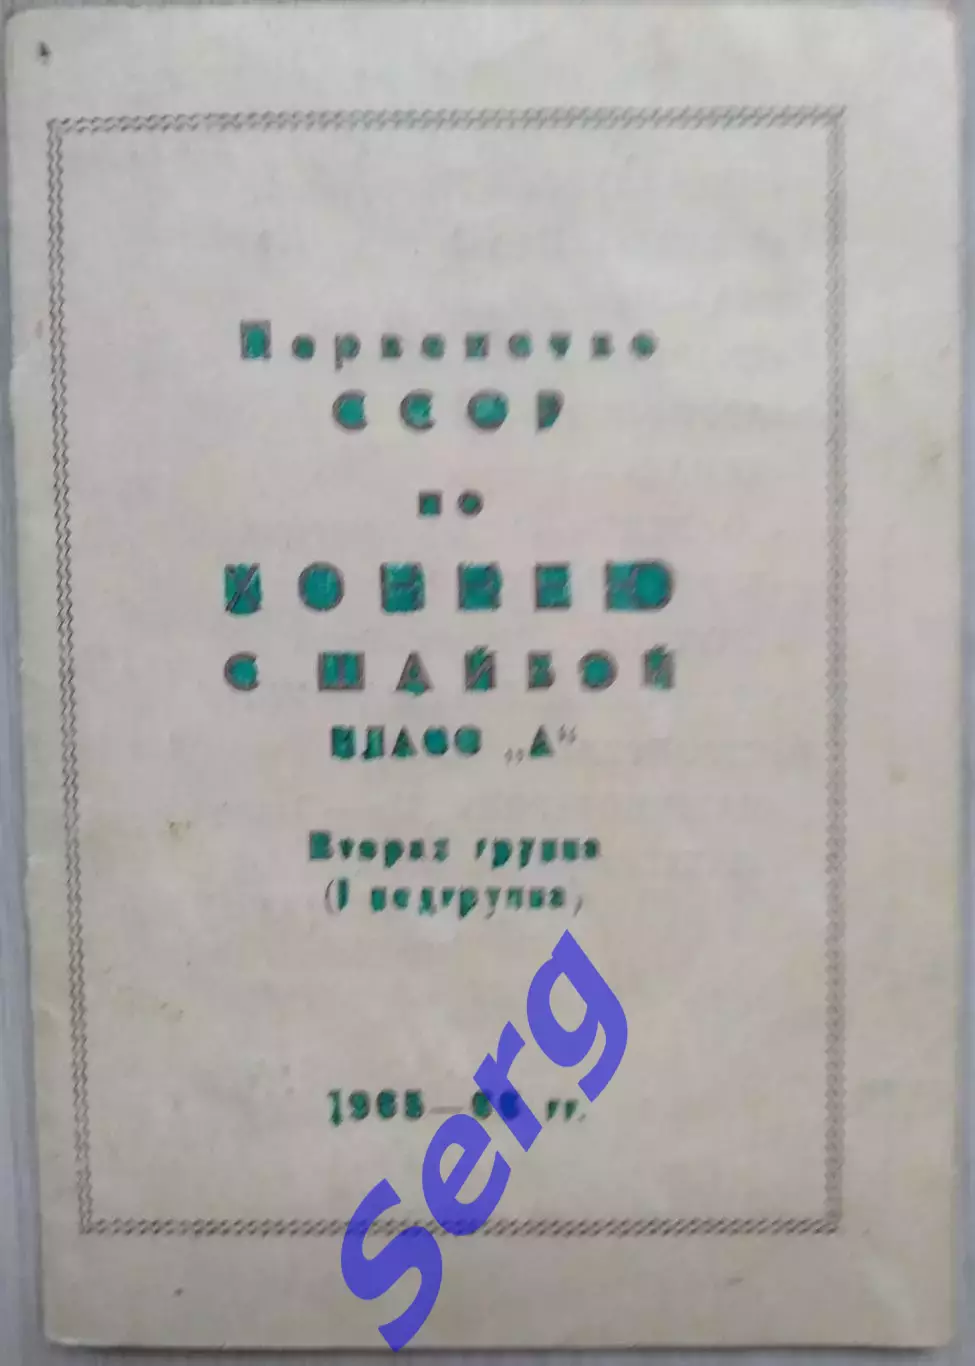 Первенство
СССР
по
ХОККЕЮ
С ШАЙБОЙ
КЛАСС „А“
Вторая группа
(I подгруппа)
1965—66 гг.
Serg